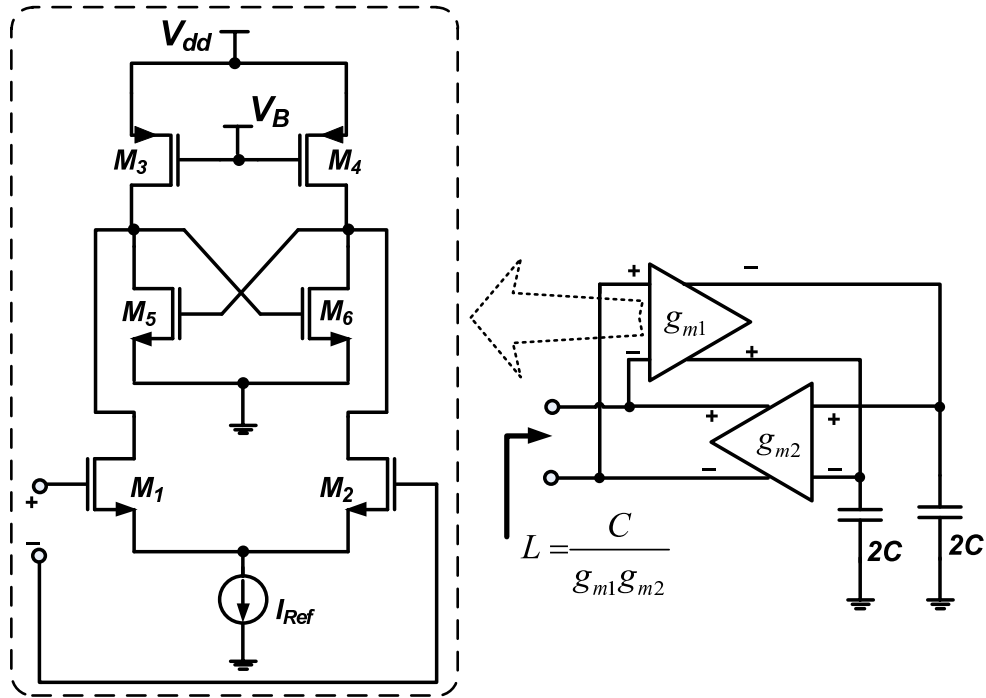 V_dd
V_B
M_3
M_4
M_5
M_6
M_1
M_2
+
−
I_Ref
+ −
g_m1
− +
+ +
g_m2
− −
L = C / g_m1 g_m2
2C
2C